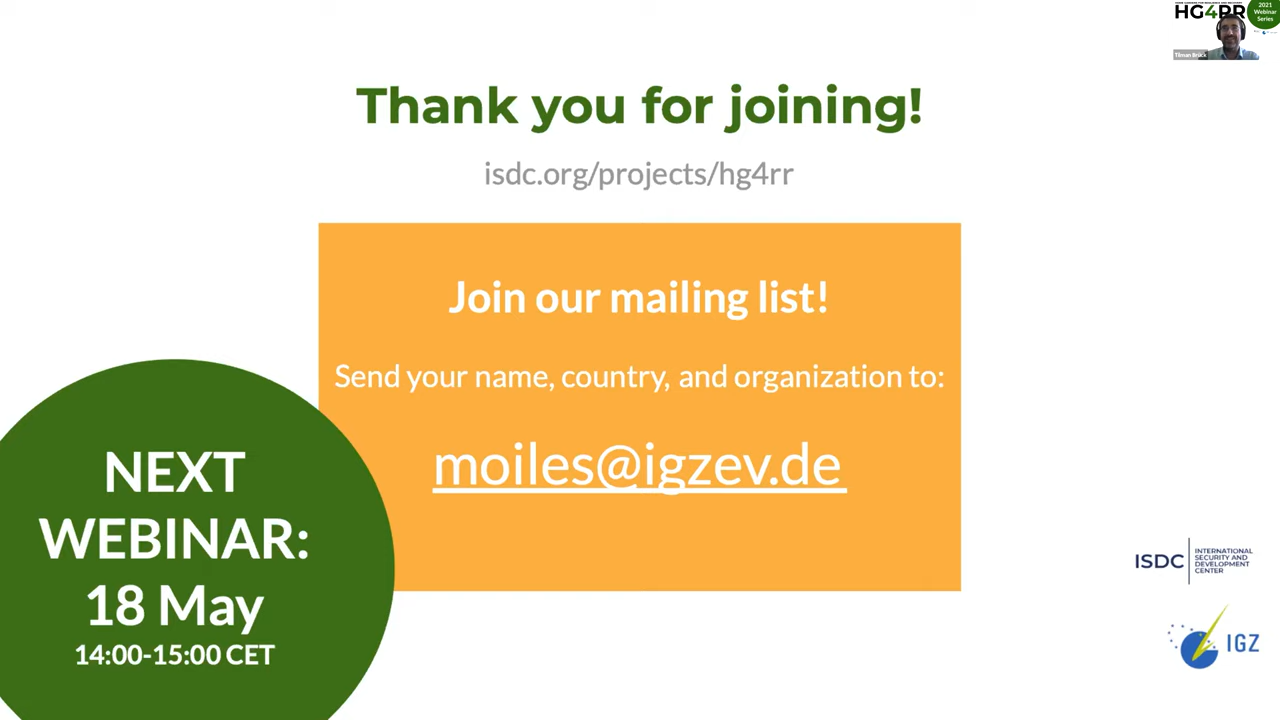 HG4RR
2021
Webinar
Series
Tilman Brück
Thank you for joining!
isdc.org/projects/hg4rr
Join our mailing list!
Send your name, country, and organization to:
moiles@igzev.de
NEXT
WEBINAR:
18 May
14:00-15:00 CET
ISDC
INTERNATIONAL
SECURITY AND
DEVELOPMENT
CENTER
IGZ